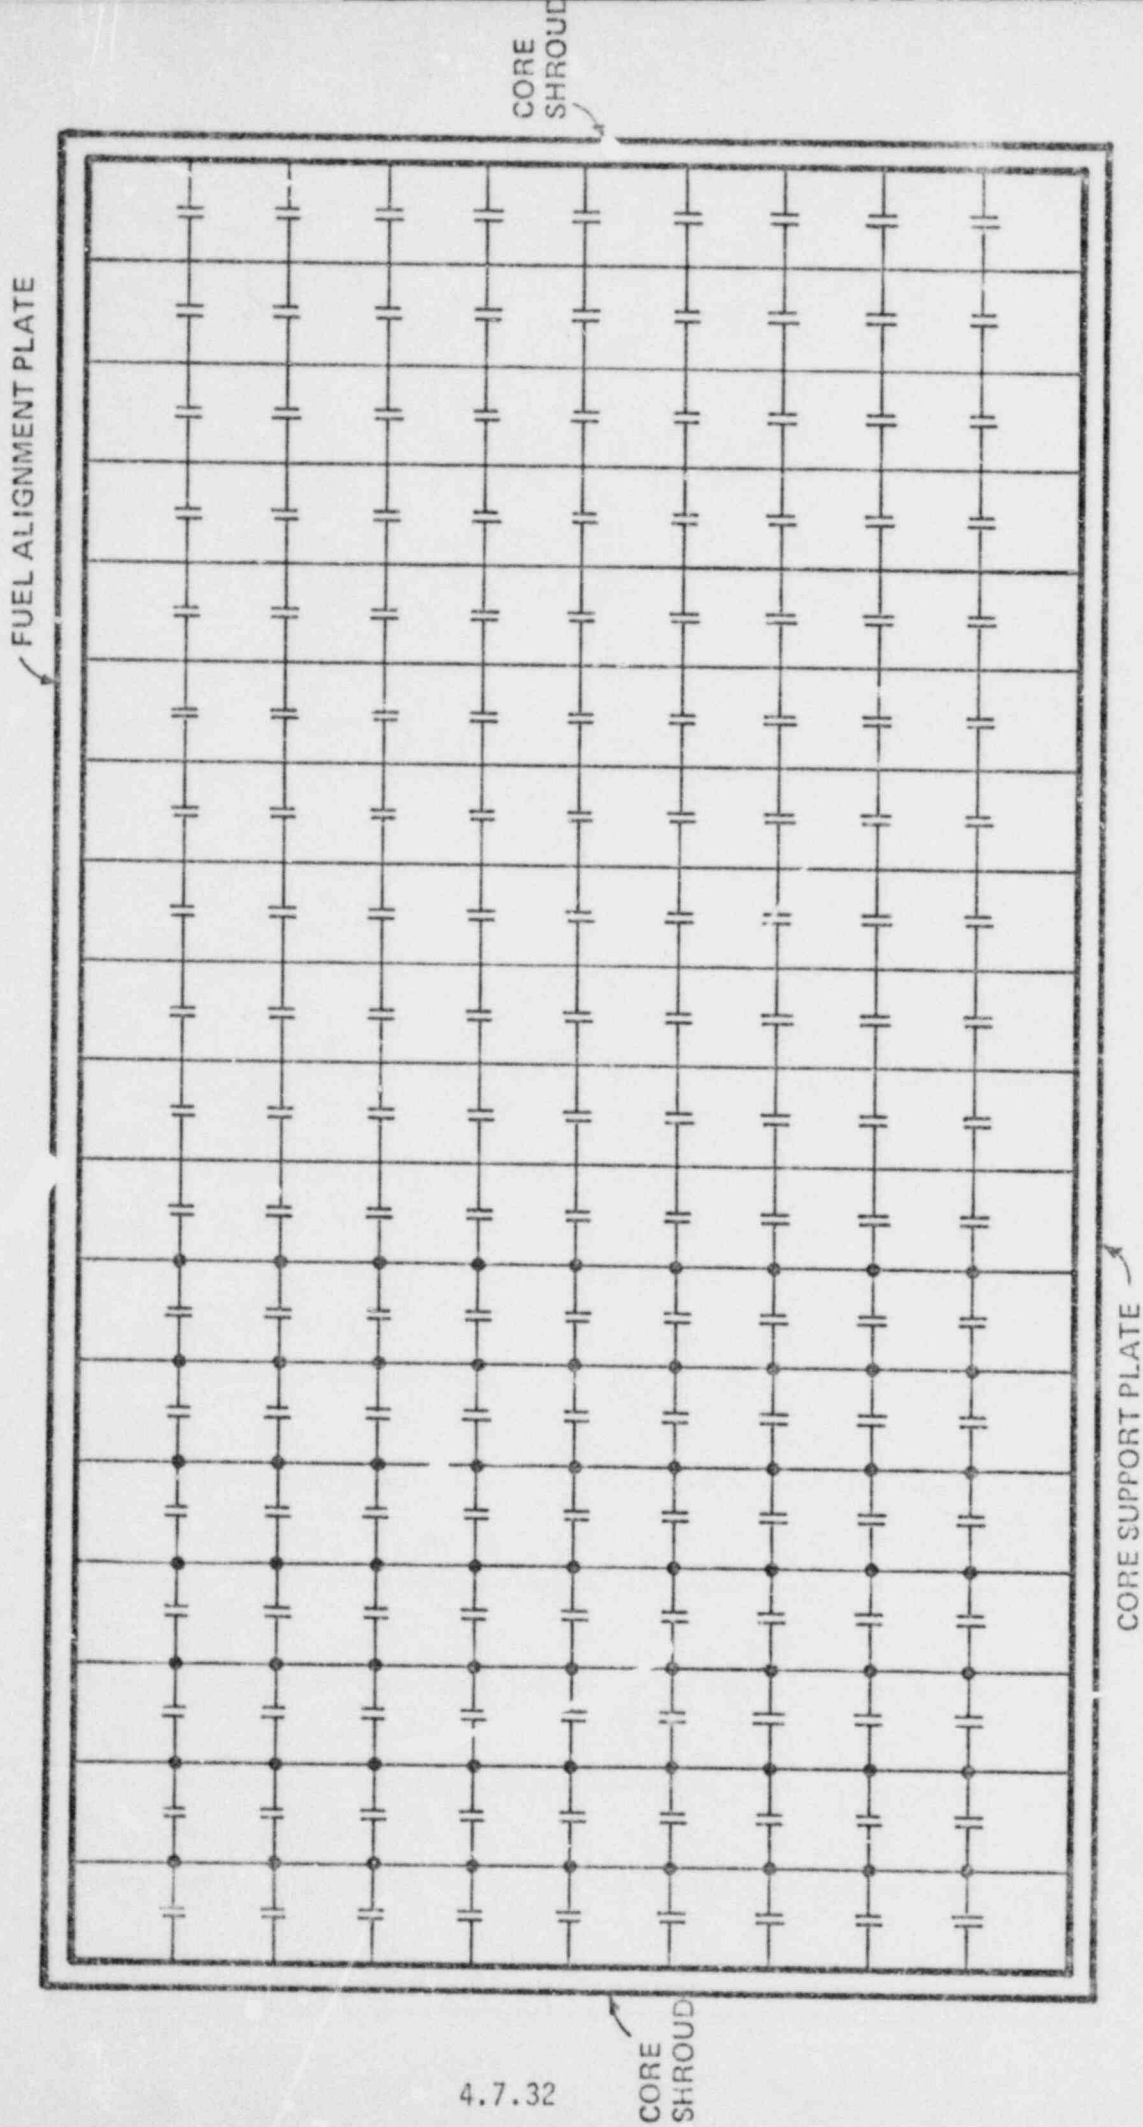 FUEL ALIGNMENT PLATE
CORE
SHROUD
CORE
SHROUD
CORE SUPPORT PLATE
4.7.32